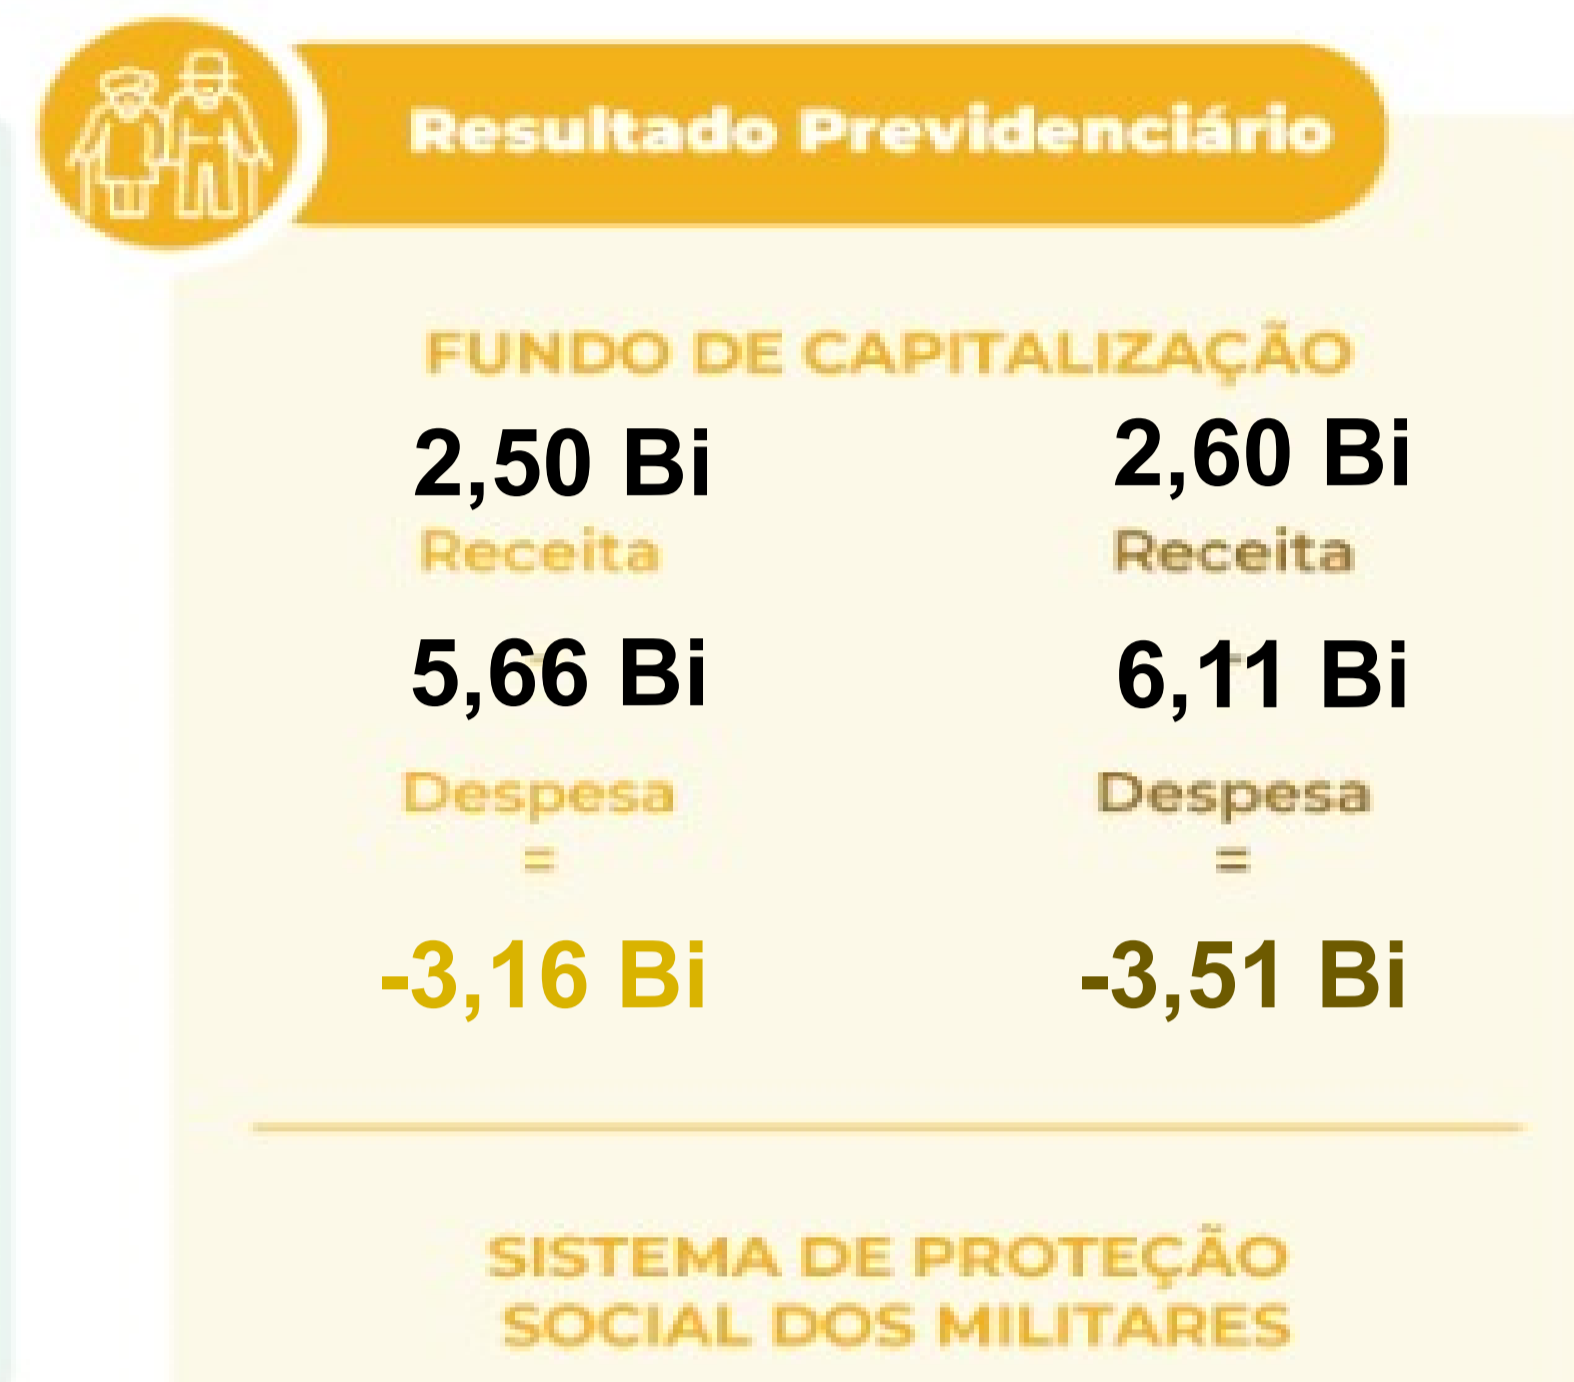 Resultado Previdenciário
FUNDO DE CAPITALIZAÇÃO
2,50 Bi 2,60 Bi
Receita Receita
- -
5,66 Bi 6,11 Bi
Despesa Despesa
= =
-3,16 Bi -3,51 Bi
SISTEMA DE PROTEÇÃO
SOCIAL DOS MILITARES